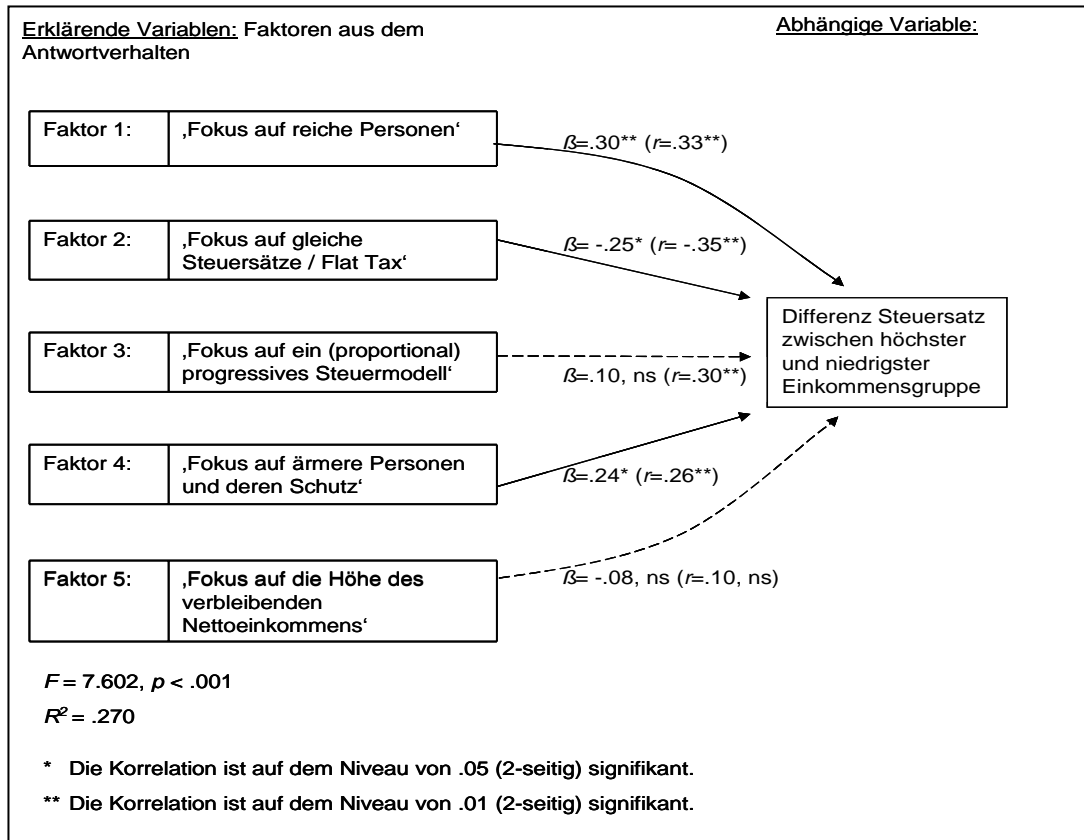 Erklärende Variablen: Faktoren aus dem
Antwortverhalten
Abhängige Variable:
Faktor 1:
‚Fokus auf reiche Personen‘
ß=.30** (r=.33**)
Faktor 2:
‚Fokus auf gleiche
Steuersätze / Flat Tax‘
ß= -.25* (r= -.35**)
Faktor 3:
‚Fokus auf ein (proportional)
progressives Steuermodell‘
ß=.10, ns (r=.30**)
Faktor 4:
‚Fokus auf ärmere Personen
und deren Schutz‘
ß=.24* (r=.26**)
Faktor 5:
‚Fokus auf die Höhe des
verbleibenden
Nettoeinkommens‘
ß= -.08, ns (r=.10, ns)
Differenz Steuersatz
zwischen höchster
und niedrigster
Einkommensgruppe
F = 7.602, p < .001
R² = .270
* Die Korrelation ist auf dem Niveau von .05 (2-seitig) signifikant.
** Die Korrelation ist auf dem Niveau von .01 (2-seitig) signifikant.